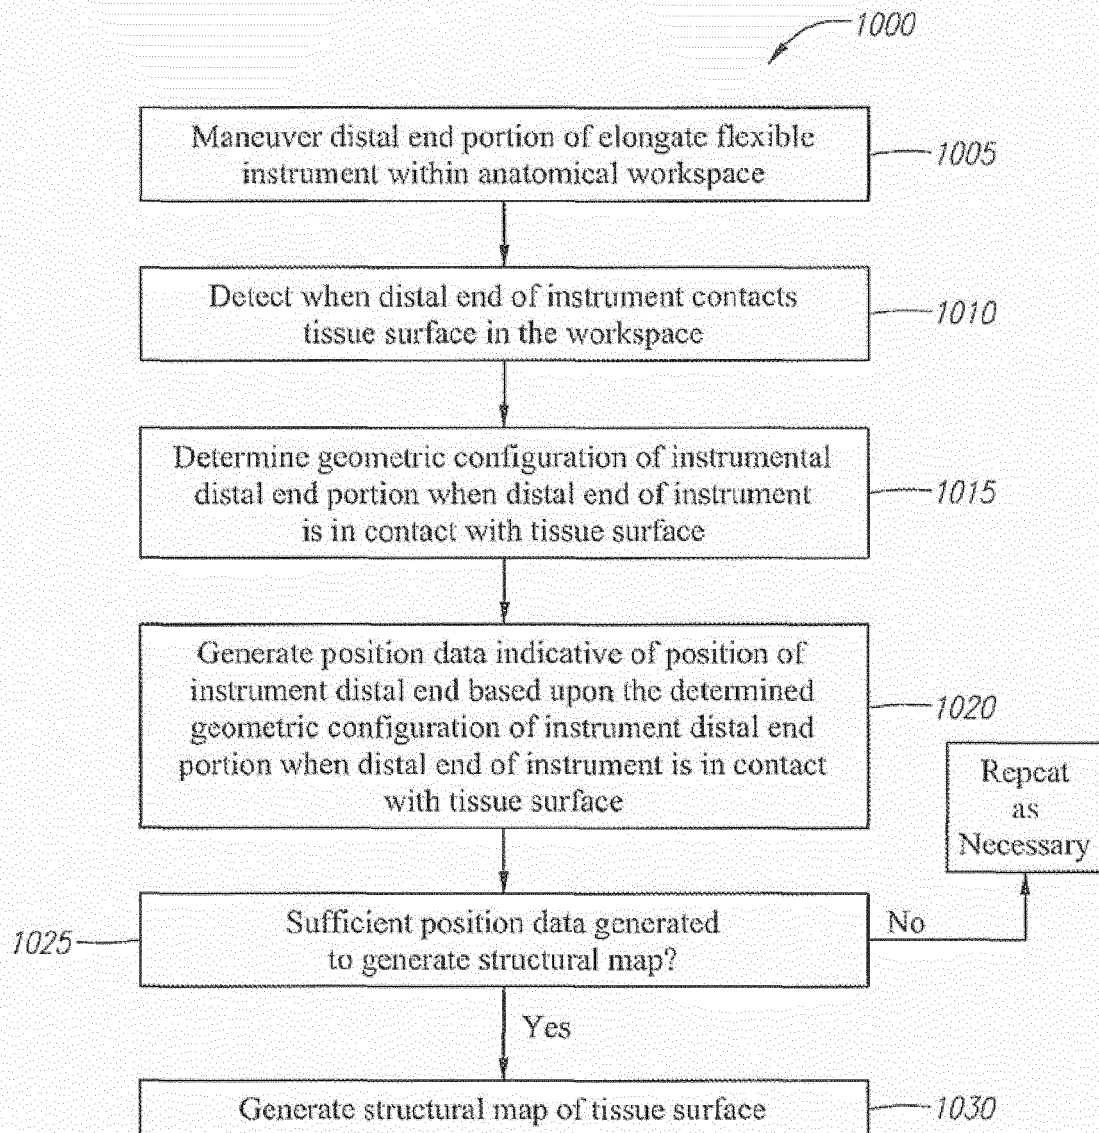 1000
Maneuver distal end portion of elongate flexible
instrument within anatomical workspace
1005
Detect when distal end of instrument contacts
tissue surface in the workspace
1010
Determine geometric configuration of instrumental
distal end portion when distal end of instrument
is in contact with tissue surface
1015
Generate position data indicative of position of
instrument distal end based upon the determined
geometric configuration of instrument distal end
portion when distal end of instrument is in contact
with tissue surface
1020
Repeat
as
Necessary
1025
Sufficient position data generated
to generate structural map?
No
Yes
Generate structural map of tissue surface
1030